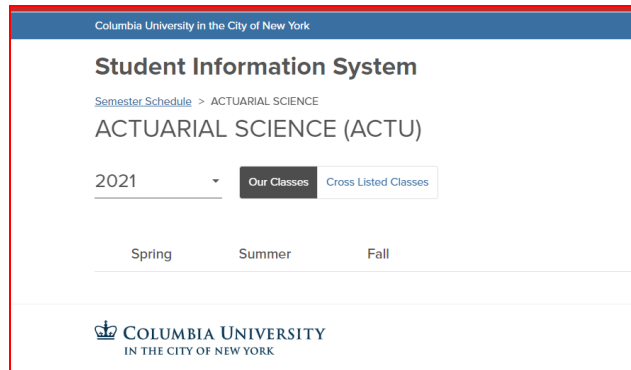 Columbia University in the City of New York
Student Information System
Semester Schedule > ACTUARIAL SCIENCE
ACTUARIAL SCIENCE (ACTU)
2021 Our Classes Cross Listed Classes
Spring Summer Fall
COLUMBIA UNIVERSITY
IN THE CITY OF NEW YORK